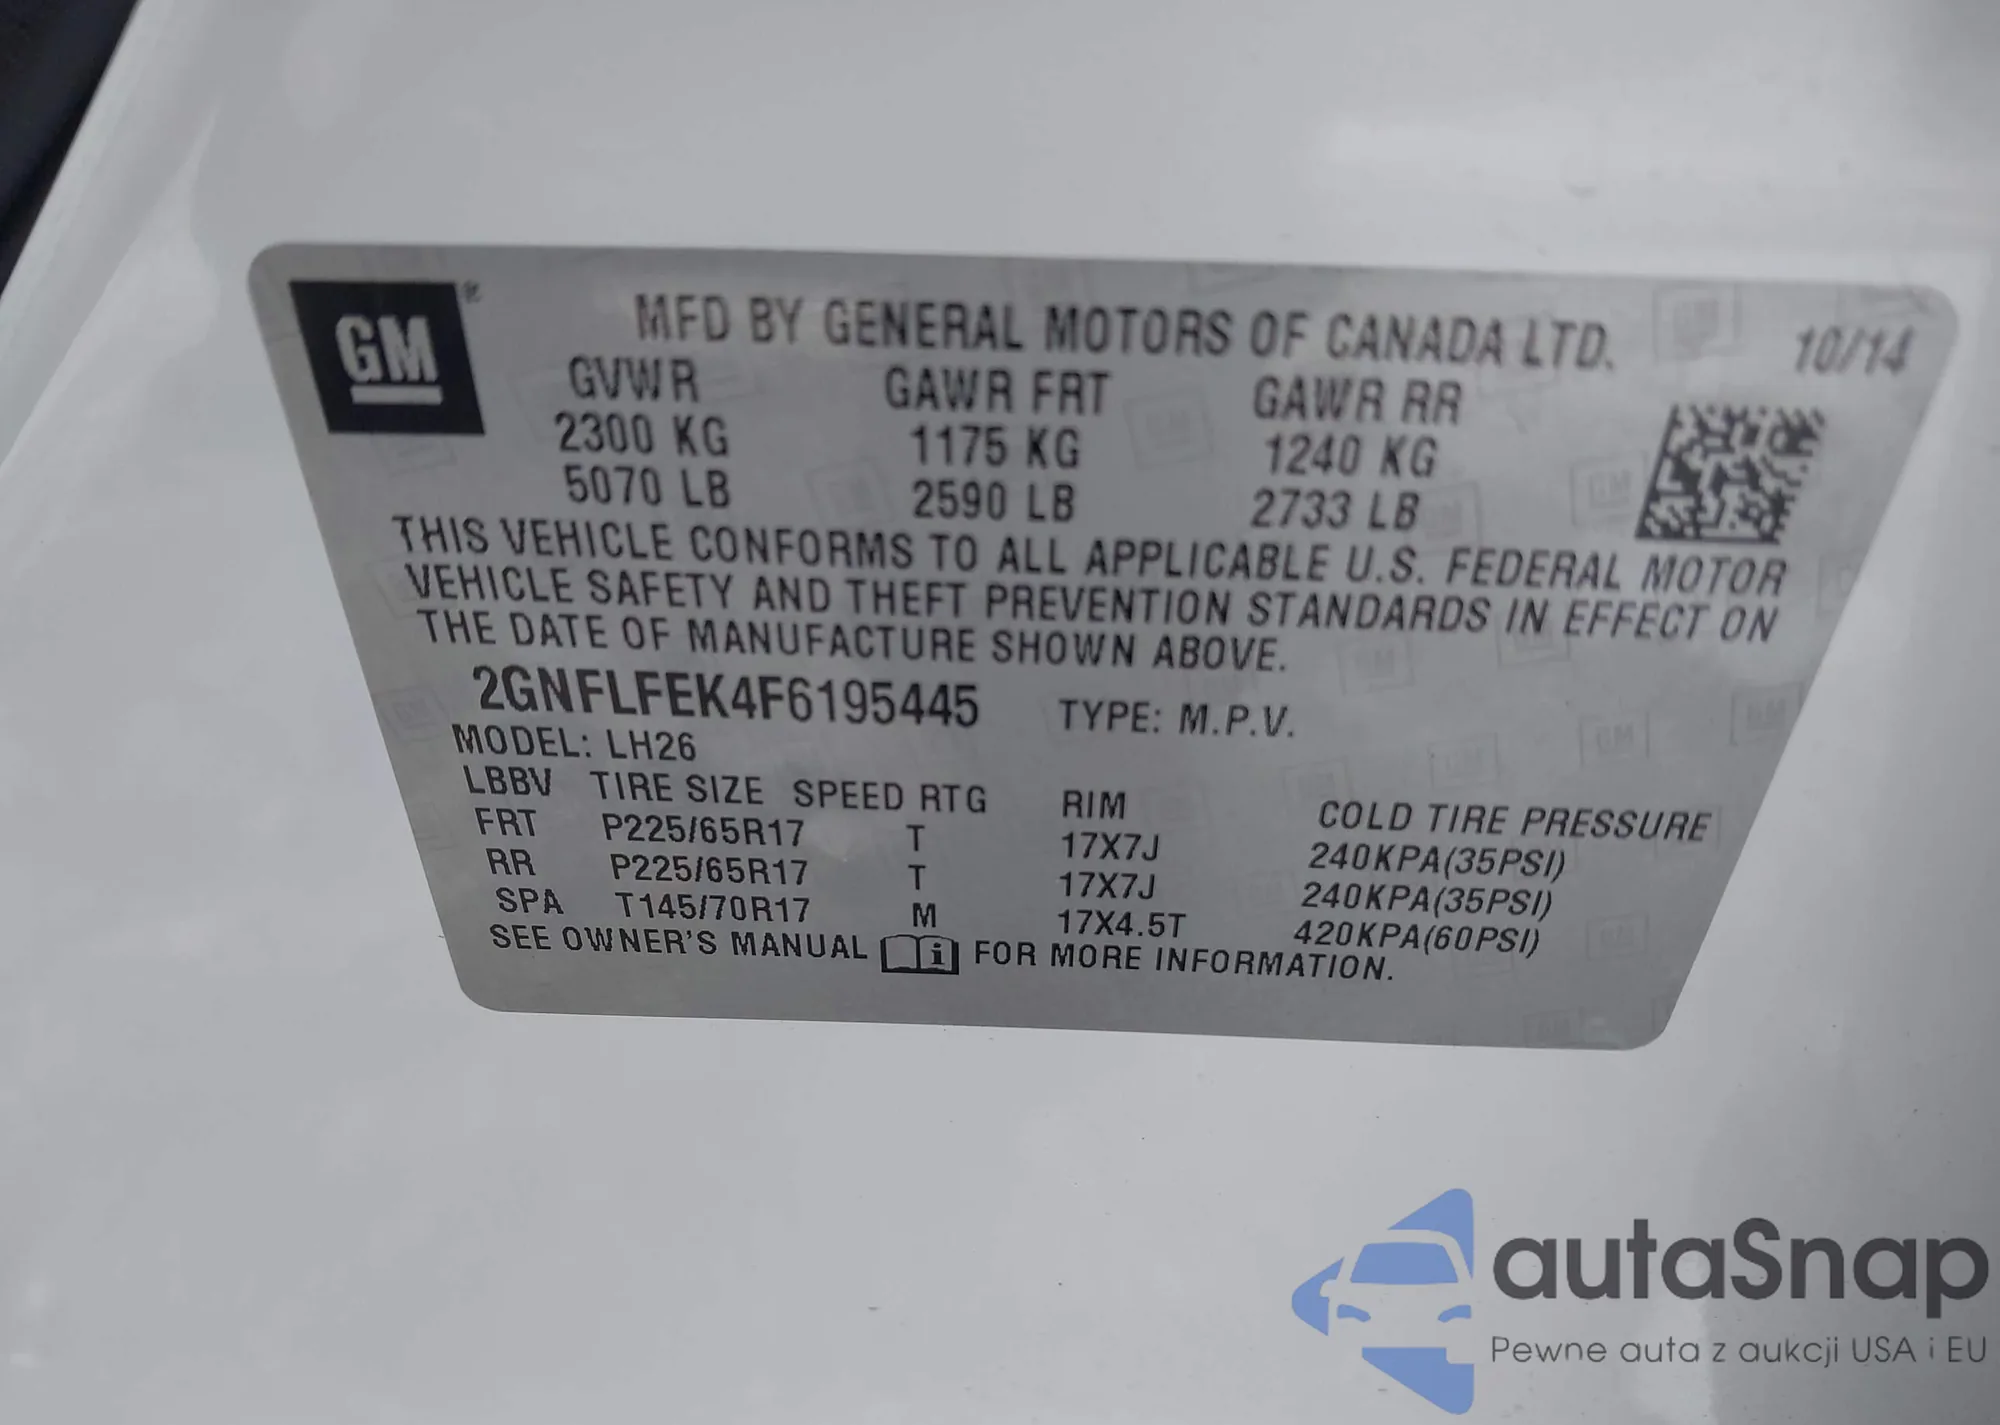 GM ®
MFD BY GENERAL MOTORS OF CANADA LTD. 10/14
GVWR GAWR FRT GAWR RR
2300 KG 1175 KG 1240 KG
5070 LB 2590 LB 2733 LB
THIS VEHICLE CONFORMS TO ALL APPLICABLE U.S. FEDERAL MOTOR
VEHICLE SAFETY AND THEFT PREVENTION STANDARDS IN EFFECT ON
THE DATE OF MANUFACTURE SHOWN ABOVE.
2GNFLFEK4F6195445 TYPE: M.P.V.
MODEL: LH26
LBBV TIRE SIZE SPEED RTG RIM COLD TIRE PRESSURE
FRT P225/65R17 T 17X7J 240KPA(35PSI)
RR P225/65R17 T 17X7J 240KPA(35PSI)
SPA T145/70R17 M 17X4.5T 420KPA(60PSI)
SEE OWNER'S MANUAL i FOR MORE INFORMATION.
autaSnap
Pewne auta z aukcji USA i EU